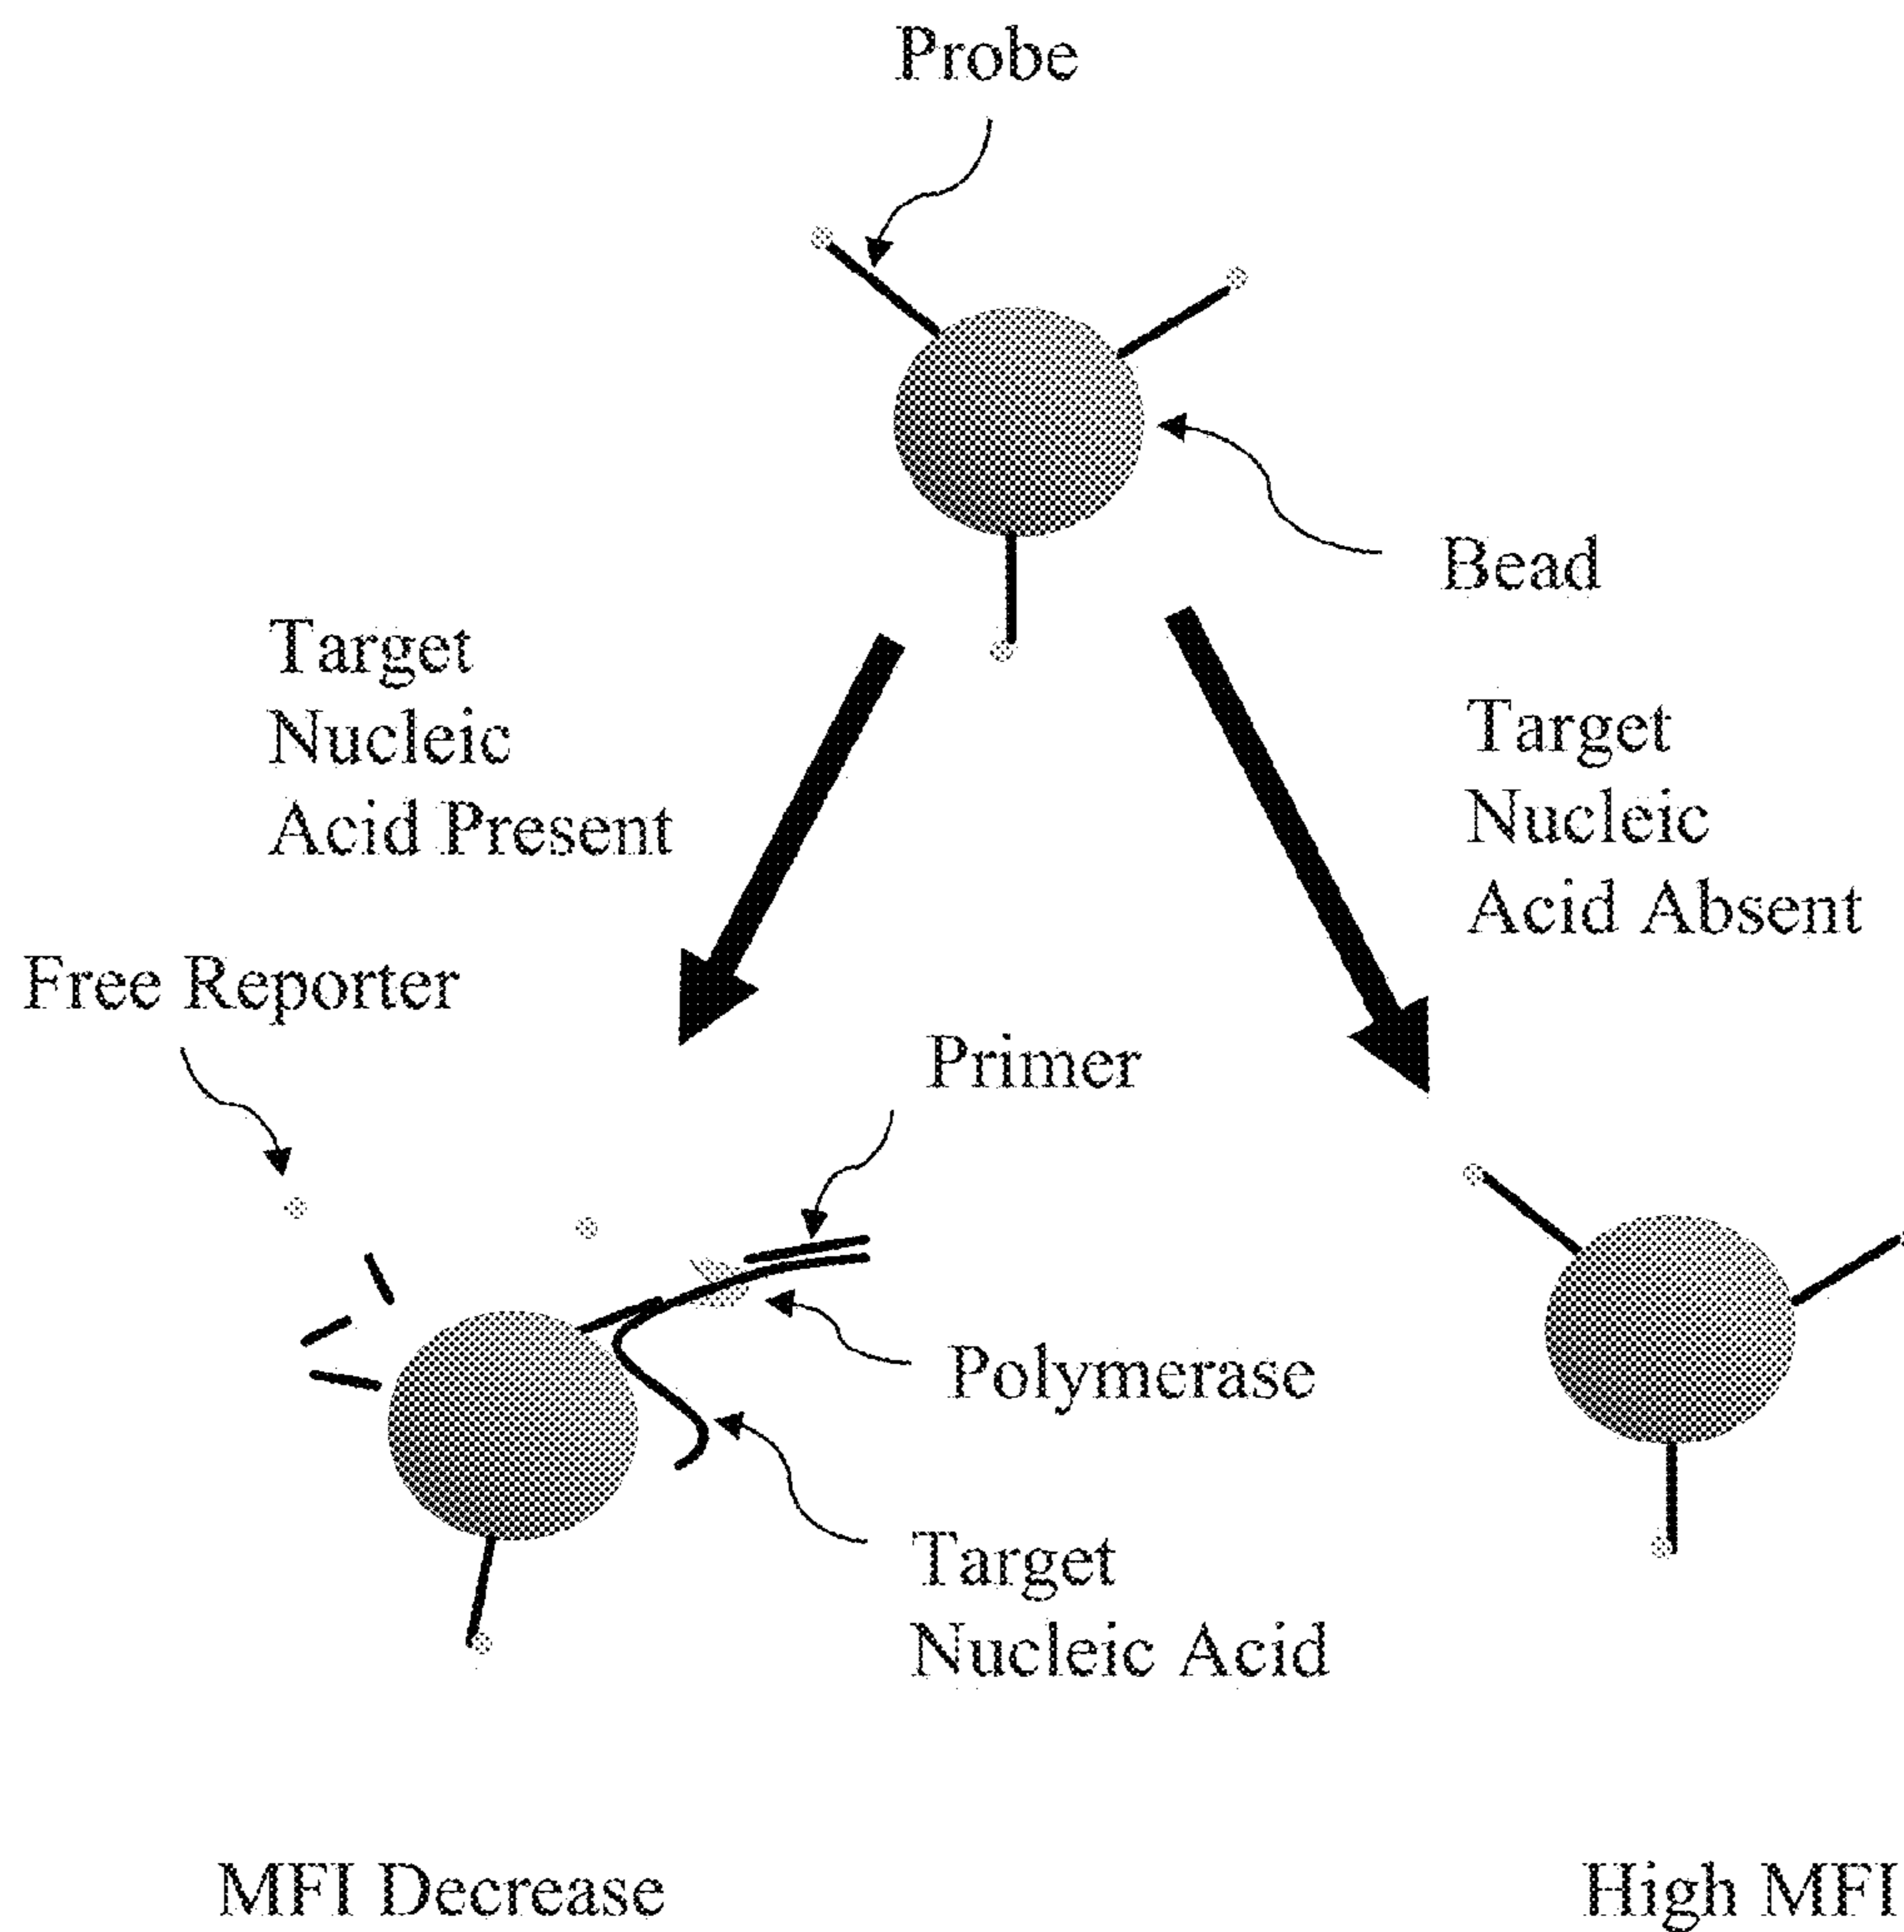 Probe
Bead
Target
Nucleic
Acid Present
Target
Nucleic
Acid Absent
Free Reporter
Primer
Polymerase
Target
Nucleic Acid
MFI Decrease
High MFI